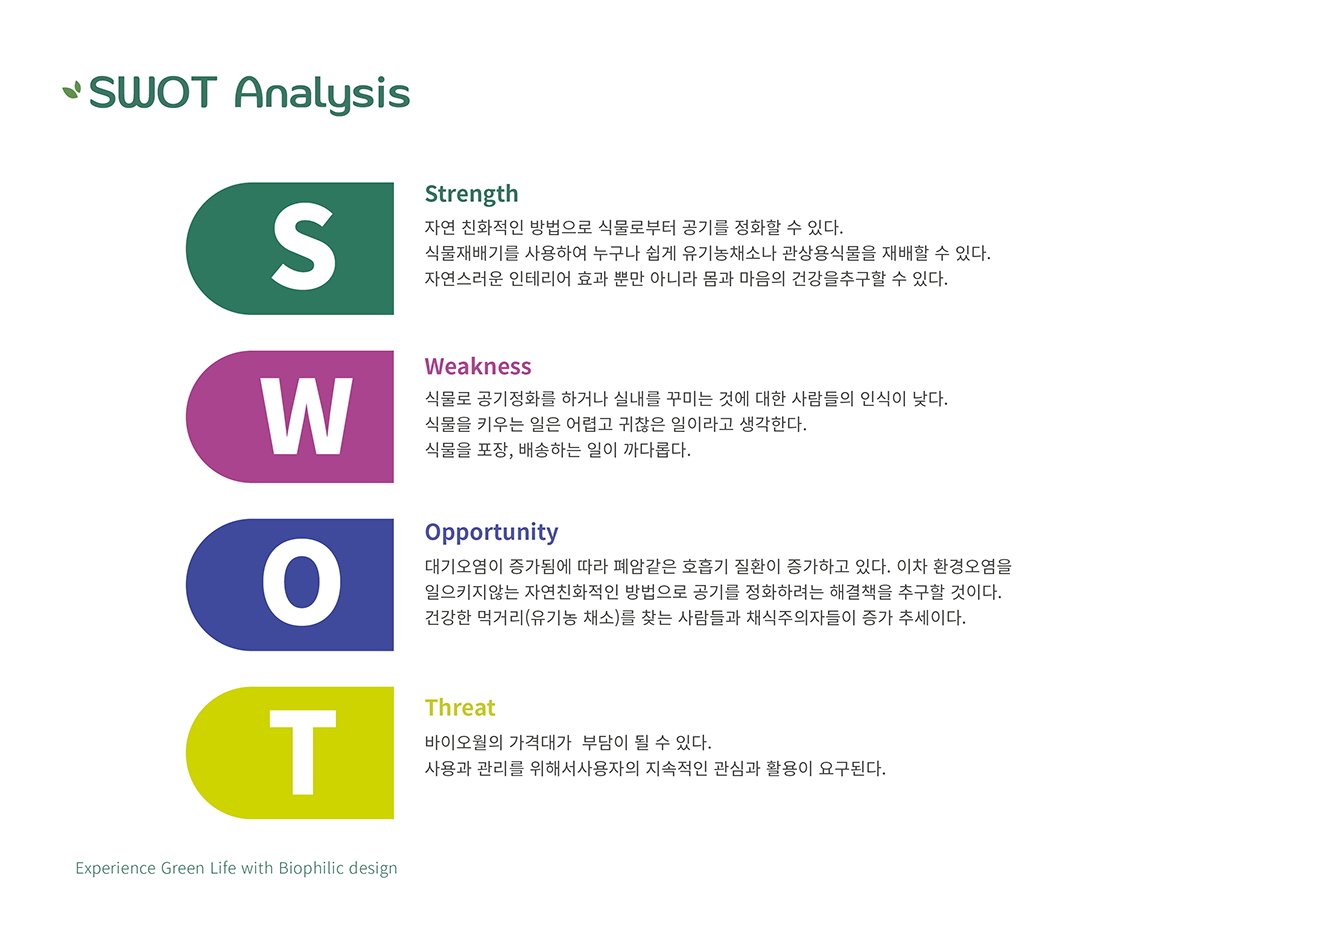 SWOT Analysis
S
Strength
자연 친화적인 방법으로 식물로부터 공기를 정화할 수 있다.
식물재배기를 사용하여 누구나 쉽게 유기농채소나 관상용식물을 재배할 수 있다.
자연스러운 인테리어 효과 뿐만 아니라 몸과 마음의 건강을추구할 수 있다.
W
Weakness
식물로 공기정화를 하거나 실내를 꾸미는 것에 대한 사람들의 인식이 낮다.
식물을 키우는 일은 어렵고 귀찮은 일이라고 생각한다.
식물을 포장, 배송하는 일이 까다롭다.
O
Opportunity
대기오염이 증가됨에 따라 폐암같은 호흡기 질환이 증가하고 있다. 이차 환경오염을
일으키지않는 자연친화적인 방법으로 공기를 정화하려는 해결책을 추구할 것이다.
건강한 먹거리(유기농 채소)를 찾는 사람들과 채식주의자들이 증가 추세이다.
T
Threat
바이오월의 가격대가  부담이 될 수 있다.
사용과 관리를 위해서사용자의 지속적인 관심과 활용이 요구된다.
Experience Green Life with Biophilic design